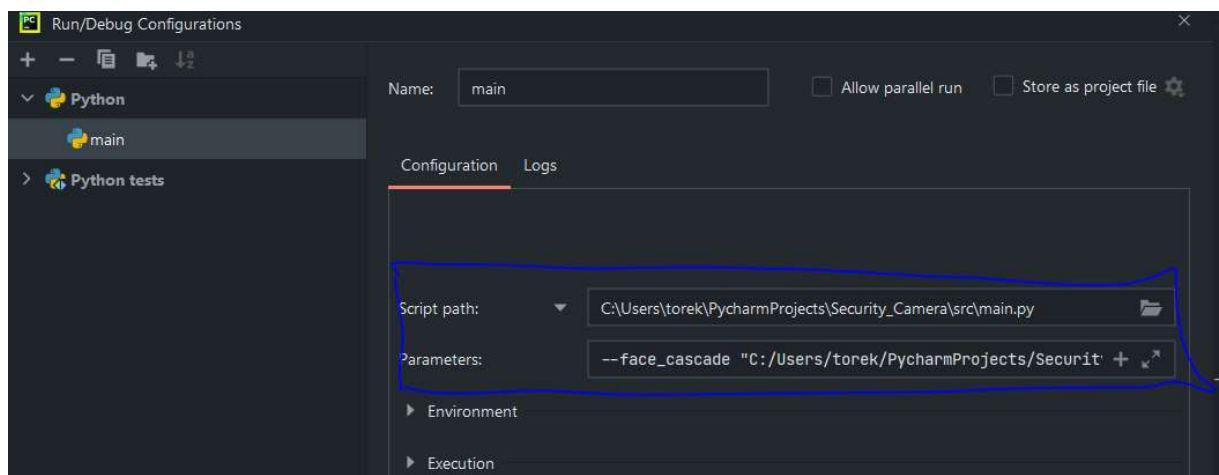 PC Run/Debug Configurations
Python
main
Python tests
Name: main Allow parallel run Store as project file
Configuration Logs
Script path: C:\Users\torek\PycharmProjects\Security_Camera\src\main.py
Parameters: --face_cascade "C:/Users/torek/PycharmProjects/Securit
Environment
Execution